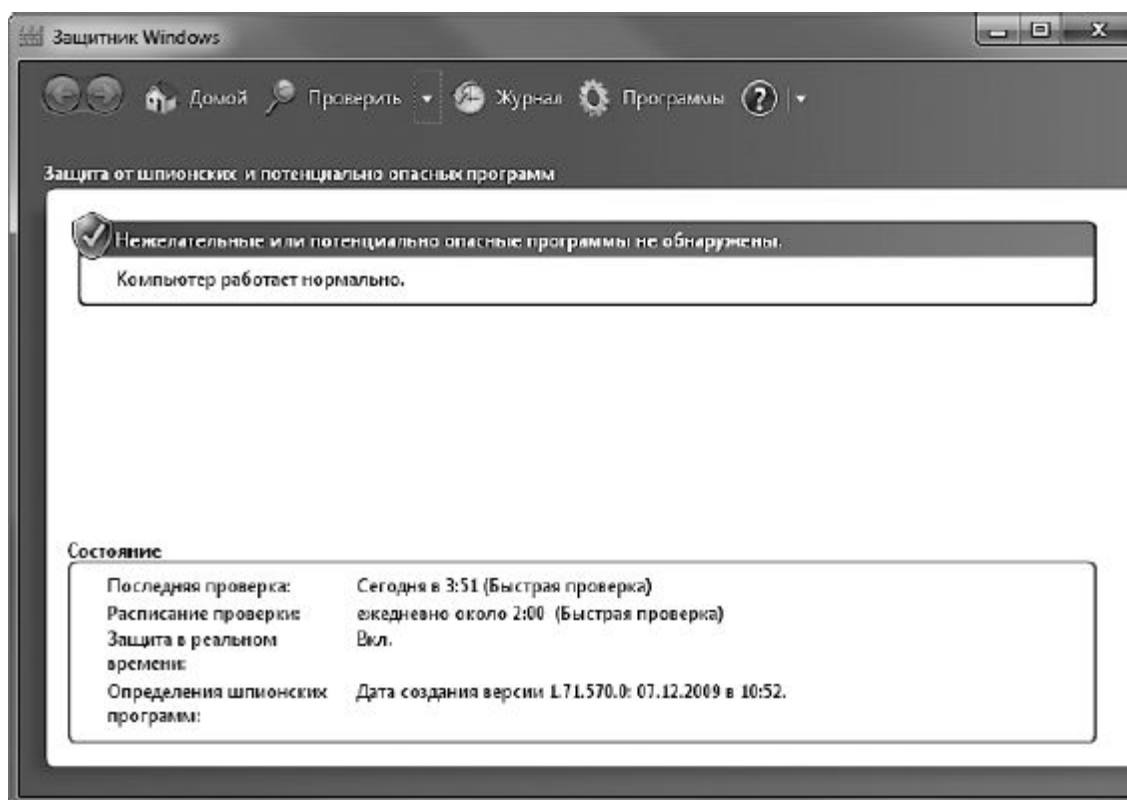 Защитник Windows
Домой Проверить Журнал Программы ?
Защита от шпионских и потенциально опасных программ
Нежелательные или потенциально опасные программы не обнаружены.
Компьютер работает нормально.
Состояние
Последняя проверка: Сегодня в 3:51 (Быстрая проверка)
Расписание проверки: ежедневно около 2:00 (Быстрая проверка)
Защита в реальном времени: Вкл.
Определения шпионских программ: Дата создания версии 1.71.570.0: 07.12.2009 в 10:52.